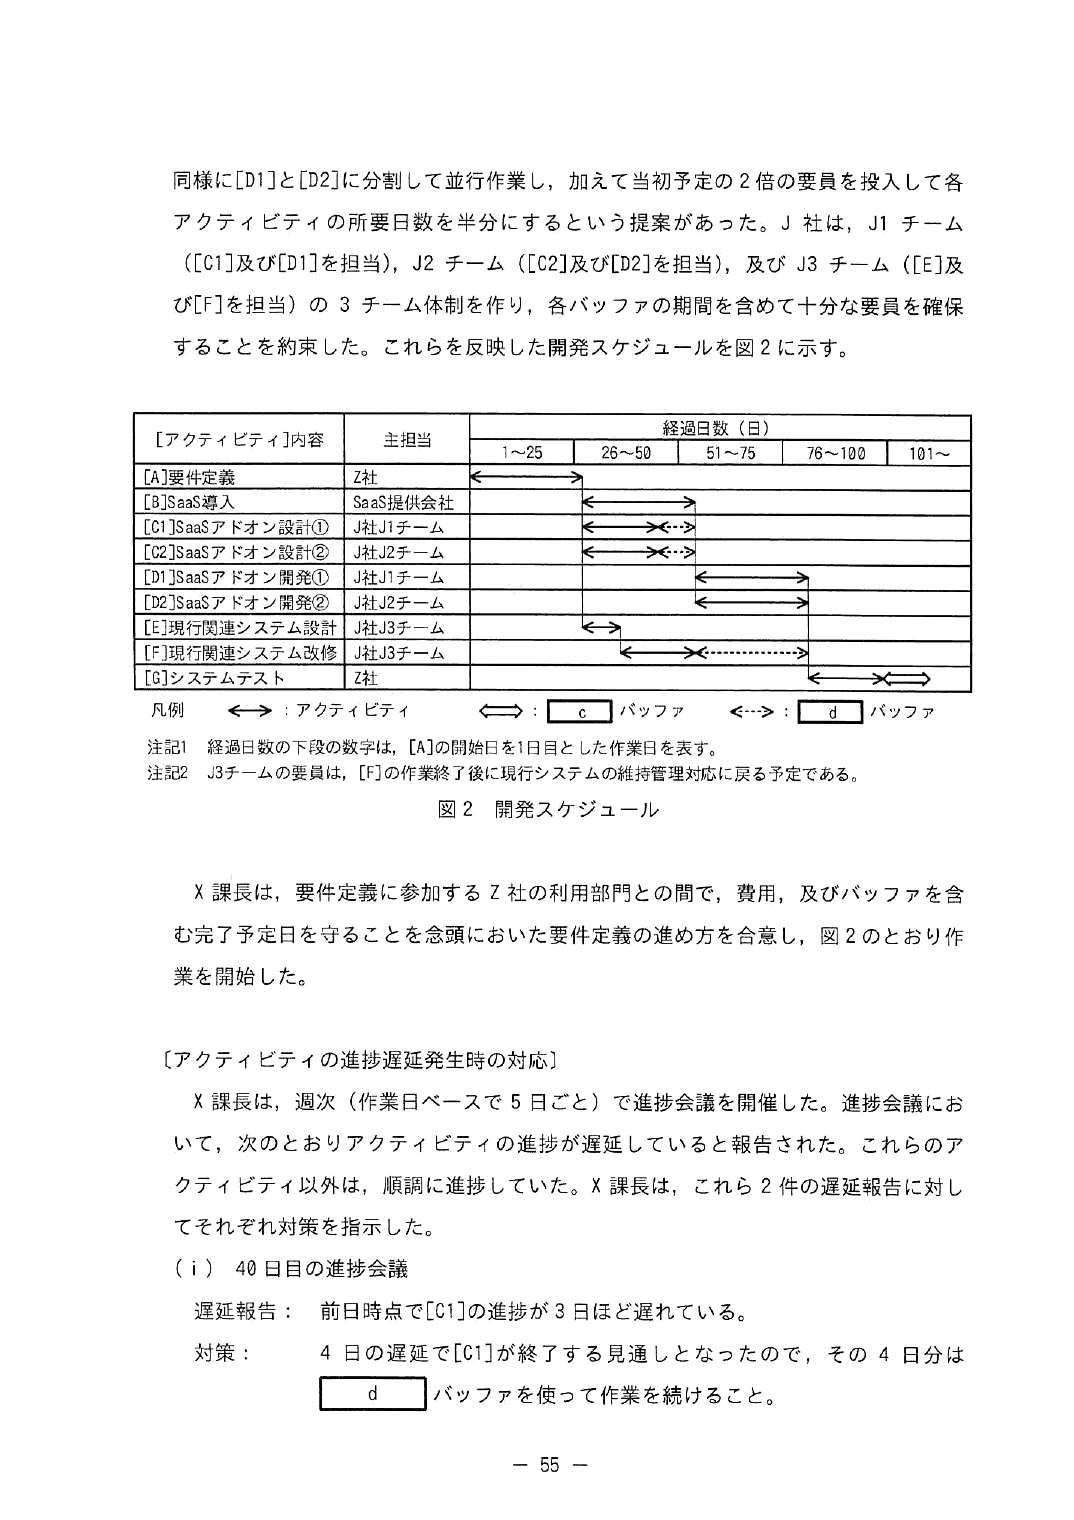 同様に[D1]と[D2]に分割して並行作業し，加えて当初予定の2倍の要員を投入して各
アクティビティの所要日数を半分にするという提案があった。J 社は，J1 チーム
（[C1]及び[D1]を担当），J2 チーム（[C2]及び[D2]を担当），及び J3 チーム（[E]及
び[F]を担当）の 3 チーム体制を作り，各バッファの期間を含めて十分な要員を確保
することを約束した。これらを反映した開発スケジュールを図2に示す。
[アクティビティ]内容 主担当 経過日数（日）
1～25 26～50 51～75 76～100 101～
[A]要件定義 Z社
[B]SaaS導入 SaaS提供会社
[C1]SaaSアドオン設計① J社J1チーム
[C2]SaaSアドオン設計② J社J2チーム
[D1]SaaSアドオン開発① J社J1チーム
[D2]SaaSアドオン開発② J社J2チーム
[E]現行関連システム設計 J社J3チーム
[F]現行関連システム改修 J社J3チーム
[G]システムテスト Z社
凡例 ：アクティビティ ： c バッファ ： d バッファ
注記1 経過日数の下段の数字は，[A]の開始日を1日目とした作業日を表す。
注記2 J3チームの要員は，[F]の作業終了後に現行システムの維持管理対応に戻る予定である。
図2 開発スケジュール
X 課長は，要件定義に参加する Z 社の利用部門との間で，費用，及びバッファを含
む完了予定日を守ることを念頭においた要件定義の進め方を合意し，図2のとおり作
業を開始した。
〔アクティビティの進捗遅延発生時の対応〕
X 課長は，週次（作業日ベースで 5 日ごと）で進捗会議を開催した。進捗会議にお
いて，次のとおりアクティビティの進捗が遅延していると報告された。これらのア
クティビティ以外は，順調に進捗していた。X 課長は，これら 2 件の遅延報告に対し
てそれぞれ対策を指示した。
（ⅰ） 40 日目の進捗会議
遅延報告： 前日時点で[C1]の進捗が 3 日ほど遅れている。
対策： 4 日の遅延で[C1]が終了する見通しとなったので，その 4 日分は
d バッファを使って作業を続けること。
－ 55 －